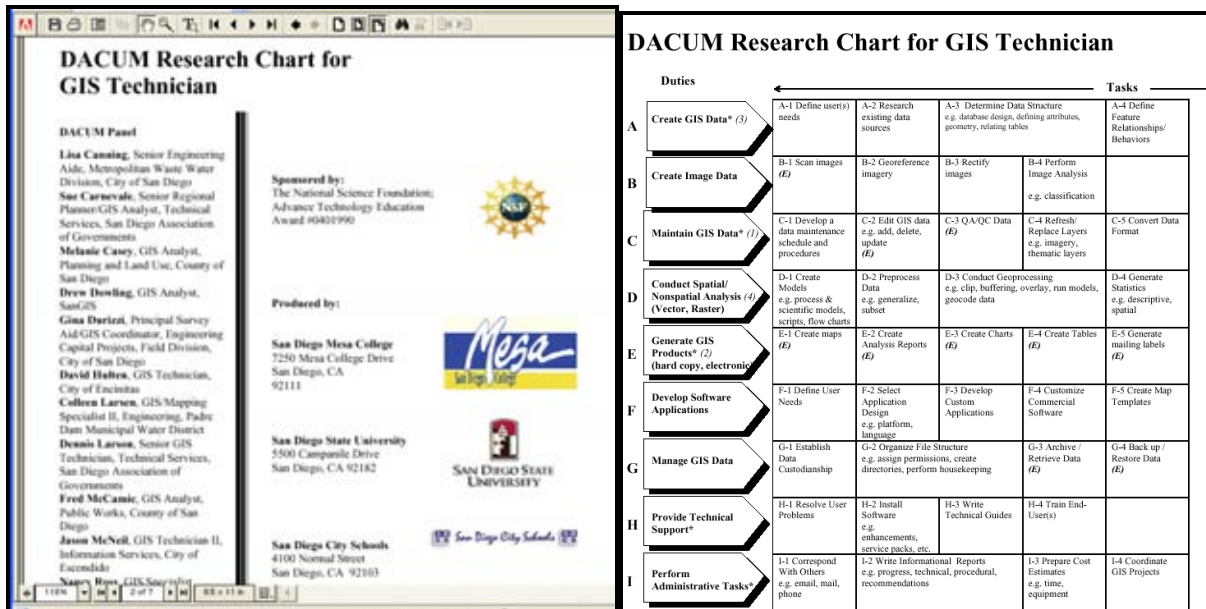 DACUM Research Chart for
GIS Technician
DACUM Panel
Lisa Canning, Senior Engineering
Aide, Metropolitan Waste Water
Division, City of San Diego
Sue Carnevale, Senior Regional
Planner/GIS Analyst, Technical
Services, San Diego Association
of Governments
Melanie Casey, GIS Analyst,
Planning and Land Use, County of
San Diego
Drew Dowling, GIS Analyst,
SanGIS
Gina Durizzi, Principal Survey
Aid/GIS Coordinator, Engineering
Capital Projects, Field Division,
City of San Diego
David Hulten, GIS Technician,
City of Encinitas
Colleen Larsen, GIS/Mapping
Specialist II, Engineering, Padre
Dam Municipal Water District
Dennis Larson, Senior GIS
Technician, Technical Services,
San Diego Association of
Governments
Fred McCamic, GIS Analyst,
Public Works, County of San
Diego
Jason McNeil, GIS Technician II,
Information Services, City of
Escondido
Nancy Ross, GIS Specialist
Sponsored by:
The National Science Foundation;
Advance Technology Education
Award #0401990
NSF
Produced by:
San Diego Mesa College
7250 Mesa College Drive
San Diego, CA
92111
Mesa
San Diego College
San Diego State University
5500 Campanile Drive
San Diego, CA 92182
SAN DIEGO STATE
UNIVERSITY
San Diego City Schools
4100 Normal Street
San Diego, CA 92103
San Diego City Schools
118%
2 of 7
8.5 x 11 in
DACUM Research Chart for GIS Technician
Duties
Tasks
A
Create GIS Data* (3)
A-1 Define user(s)
needs
A-2 Research
existing data
sources
A-3 Determine Data Structure
e.g. database design, defining attributes,
geometry, relating tables
A-4 Define
Feature
Relationships/
Behaviors
B
Create Image Data
B-1 Scan images
(E)
B-2 Georeference
imagery
B-3 Rectify
images
B-4 Perform
Image Analysis
e.g. classification
C
Maintain GIS Data* (1)
C-1 Develop a
data maintenance
schedule and
procedures
C-2 Edit GIS data
e.g. add, delete,
update
(E)
C-3 QA/QC Data
(E)
C-4 Refresh/
Replace Layers
e.g. imagery,
thematic layers
C-5 Convert Data
Format
D
Conduct Spatial/
Nonspatial Analysis (4)
(Vector, Raster)
D-1 Create
Models
e.g. process &
scientific models,
scripts, flow charts
D-2 Preprocess
Data
e.g. generalize,
subset
D-3 Conduct Geoprocessing
e.g. clip, buffering, overlay, run models,
geocode data
D-4 Generate
Statistics
e.g. descriptive,
spatial
E
Generate GIS
Products* (2)
(hard copy, electronic)
E-1 Create maps
(E)
E-2 Create
Analysis Reports
(E)
E-3 Create Charts
(E)
E-4 Create Tables
(E)
E-5 Generate
mailing labels
(E)
F
Develop Software
Applications
F-1 Define User
Needs
F-2 Select
Application
Design
e.g. platform,
language
F-3 Develop
Custom
Applications
F-4 Customize
Commercial
Software
F-5 Create Map
Templates
G
Manage GIS Data
G-1 Establish
Data
Custodianship
G-2 Organize File Structure
e.g. assign permissions, create
directories, perform housekeeping
G-3 Archive /
Retrieve Data
(E)
G-4 Back up /
Restore Data
(E)
H
Provide Technical
Support*
H-1 Resolve User
Problems
H-2 Install
Software
e.g.
enhancements,
service packs, etc.
H-3 Write
Technical Guides
H-4 Train End-
User(s)
I
Perform
Administrative Tasks*
I-1 Correspond
With Others
e.g. email, mail,
phone
I-2 Write Informational Reports
e.g. progress, technical, procedural,
recommendations
I-3 Prepare Cost
Estimates
e.g. time,
equipment
I-4 Coordinate
GIS Projects